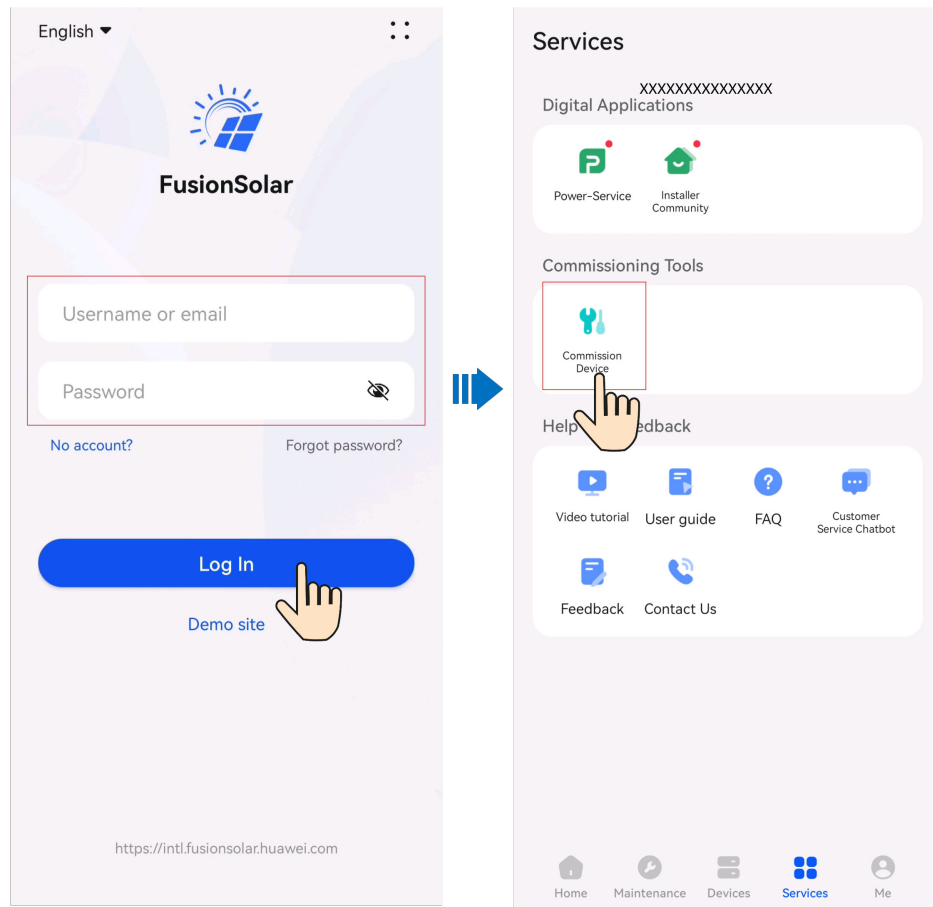 English
FusionSolar
Username or email
Password
No account?
Forgot password?
Log In
Demo site
https://intl.fusionsolar.huawei.com
Services
XXXXXXXXXXXXXXX
Digital Applications
Power-Service
Installer
Community
Commissioning Tools
Commission
Device
Help edback
Video tutorial
User guide
FAQ
Customer
Service Chatbot
Feedback
Contact Us
Home
Maintenance
Devices
Services
Me